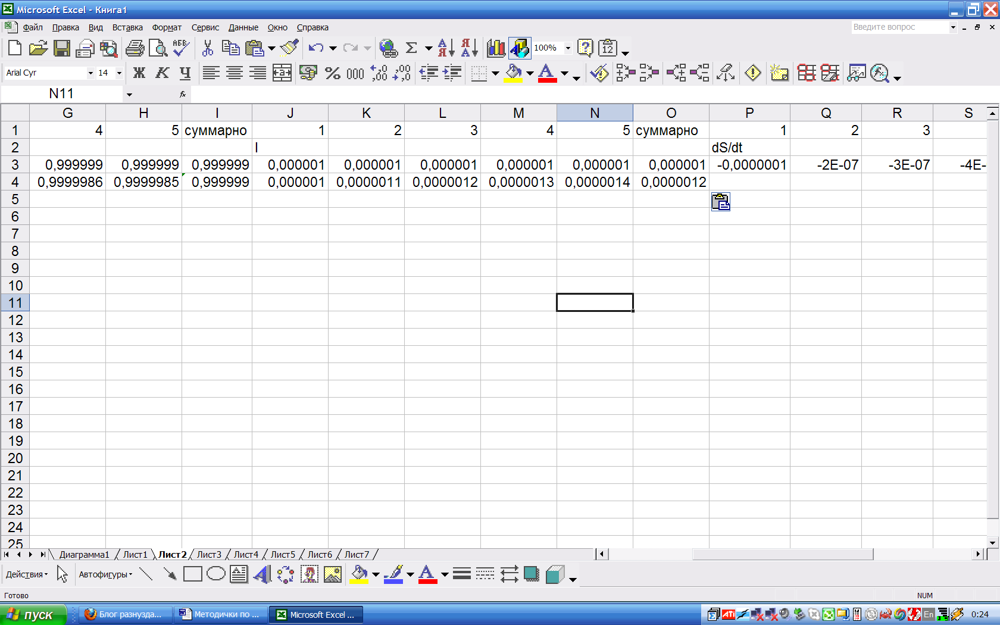 Microsoft Excel - Книга1
Файл Правка Вид Вставка Формат Сервис Данные Окно Справка Введите вопрос
100%
Arial Cyr 14 Ж К Ч % 000
N11 fx
G H I J K L M N O P Q R S
1 4 5 суммарно 1 2 3 4 5 суммарно 1 2 3
2 I dS/dt
3 0,999999 0,999999 0,999999 0,000001 0,000001 0,000001 0,000001 0,000001 0,000001 -0,0000001 -2E-07 -3E-07 -4E-
4 0,9999986 0,9999985 0,999999 0,000001 0,0000011 0,0000012 0,0000013 0,0000014 0,0000012
5
6
7
8
9
10
11
12
13
14
15
16
17
18
19
20
21
22
23
24
25
Диаграмма1 Лист1 Лист2 Лист3 Лист4 Лист5 Лист6 Лист7
Действия Автофигуры
Готово NUM
пуск Блог разнузда... Методички по ... Microsoft Excel ... ATI En 0:24